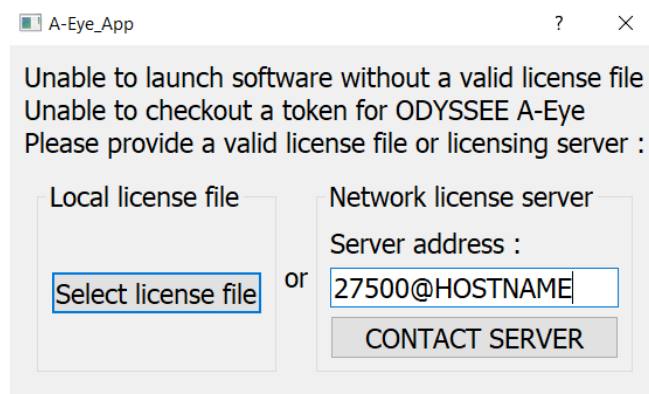 A-Eye_App
Unable to launch software without a valid license file
Unable to checkout a token for ODYSSEE A-Eye
Please provide a valid license file or licensing server :
Local license file
Select license file
or
Network license server
Server address :
27500@HOSTNAME
CONTACT SERVER